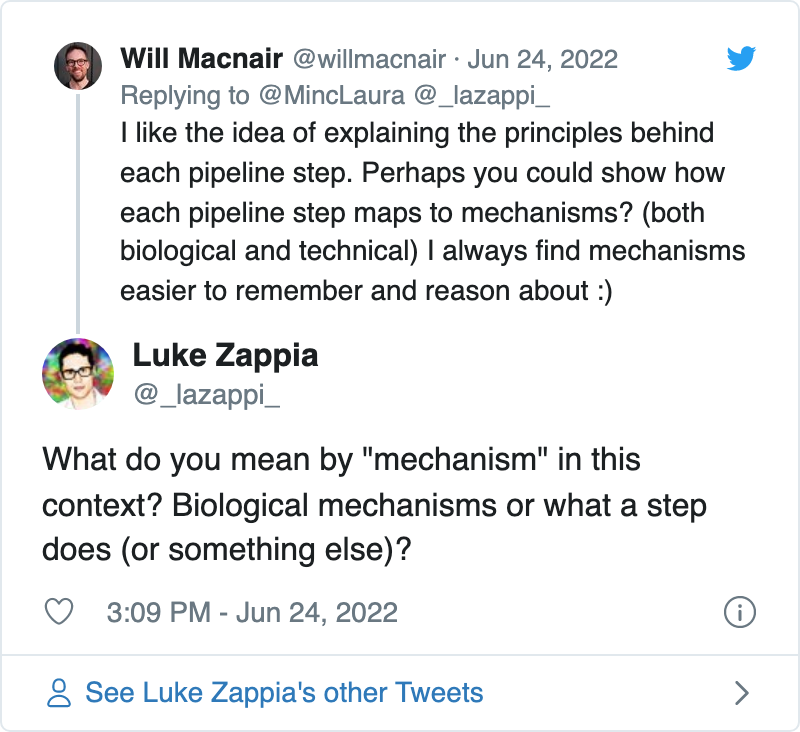 Will Macnair @willmacnair · Jun 24, 2022
Replying to @MincLaura @_lazappi_
I like the idea of explaining the principles behind
each pipeline step. Perhaps you could show how
each pipeline step maps to mechanisms? (both
biological and technical) I always find mechanisms
easier to remember and reason about :)
Luke Zappia
@_lazappi_
What do you mean by "mechanism" in this
context? Biological mechanisms or what a step
does (or something else)?
3:09 PM - Jun 24, 2022
See Luke Zappia's other Tweets